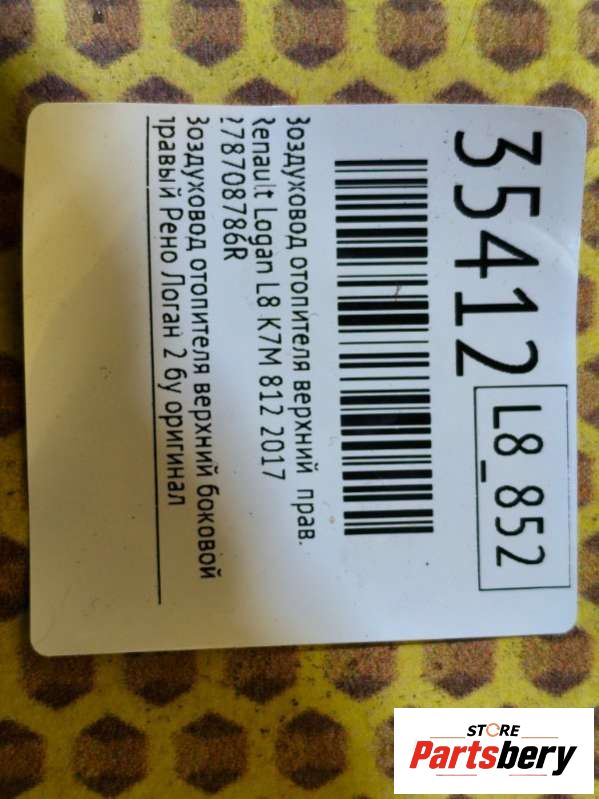 35412
L8_852
Воздуховод отопителя верхний прав.
Renault Logan L8 K7M 812 2017
278708786R
Воздуховод отопителя верхний боковой
правый Рено Логан 2 бу оригинал
STORE
Partsbery